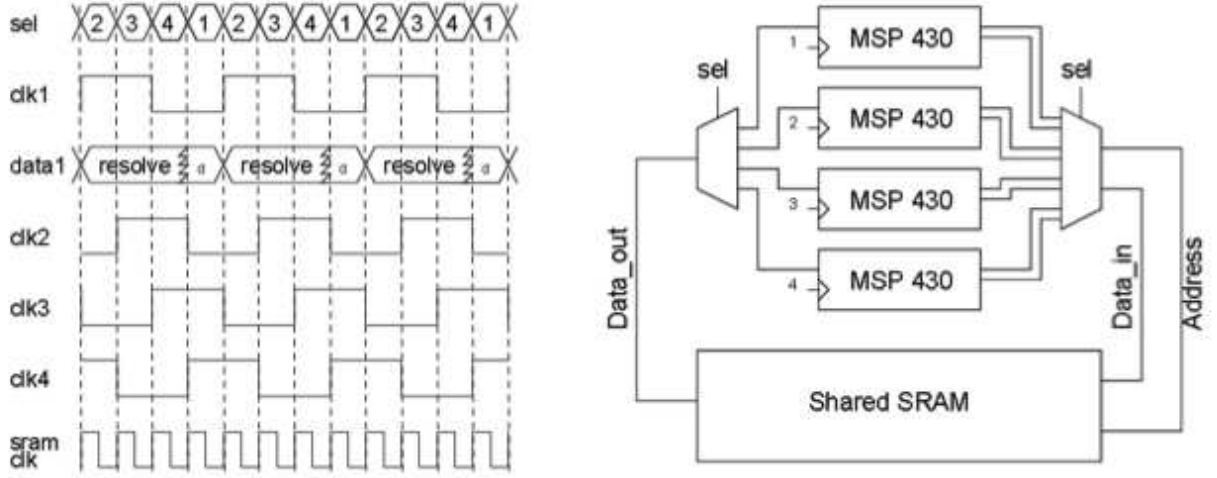 sel 2 3 4 1 2 3 4 1 2 3 4 1
clk1
data1 resolve resolve resolve
clk2
clk3
clk4
sram
clk
MSP 430
1
sel
sel
MSP 430
2
MSP 430
3
MSP 430
4
Data_out
Data_in
Address
Shared SRAM